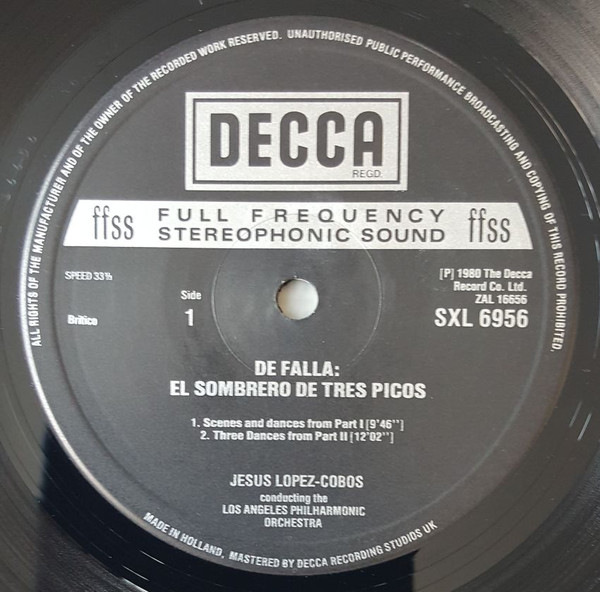 ALL RIGHTS OF THE MANUFACTURER AND OF THE OWNER OF THE RECORDED WORK RESERVED. UNAUTHORISED PUBLIC PERFORMANCE BROADCASTING AND COPYING OF THIS RECORD PROHIBITED.
DECCA
REGD.
ffss FULL FREQUENCY STEREOPHONIC SOUND ffss
SPEED 33⅓
Britico
Side
1
[P] 1980 The Decca
Record Co. Ltd.
ZAL 16656
SXL 6956
DE FALLA:
EL SOMBRERO DE TRES PICOS
1. Scenes and dances from Part I [9'46'']
2. Three Dances from Part II [12'02'']
JESUS LOPEZ-COBOS
conducting the
LOS ANGELES PHILHARMONIC
ORCHESTRA
MADE IN HOLLAND, MASTERED BY DECCA RECORDING STUDIOS UK